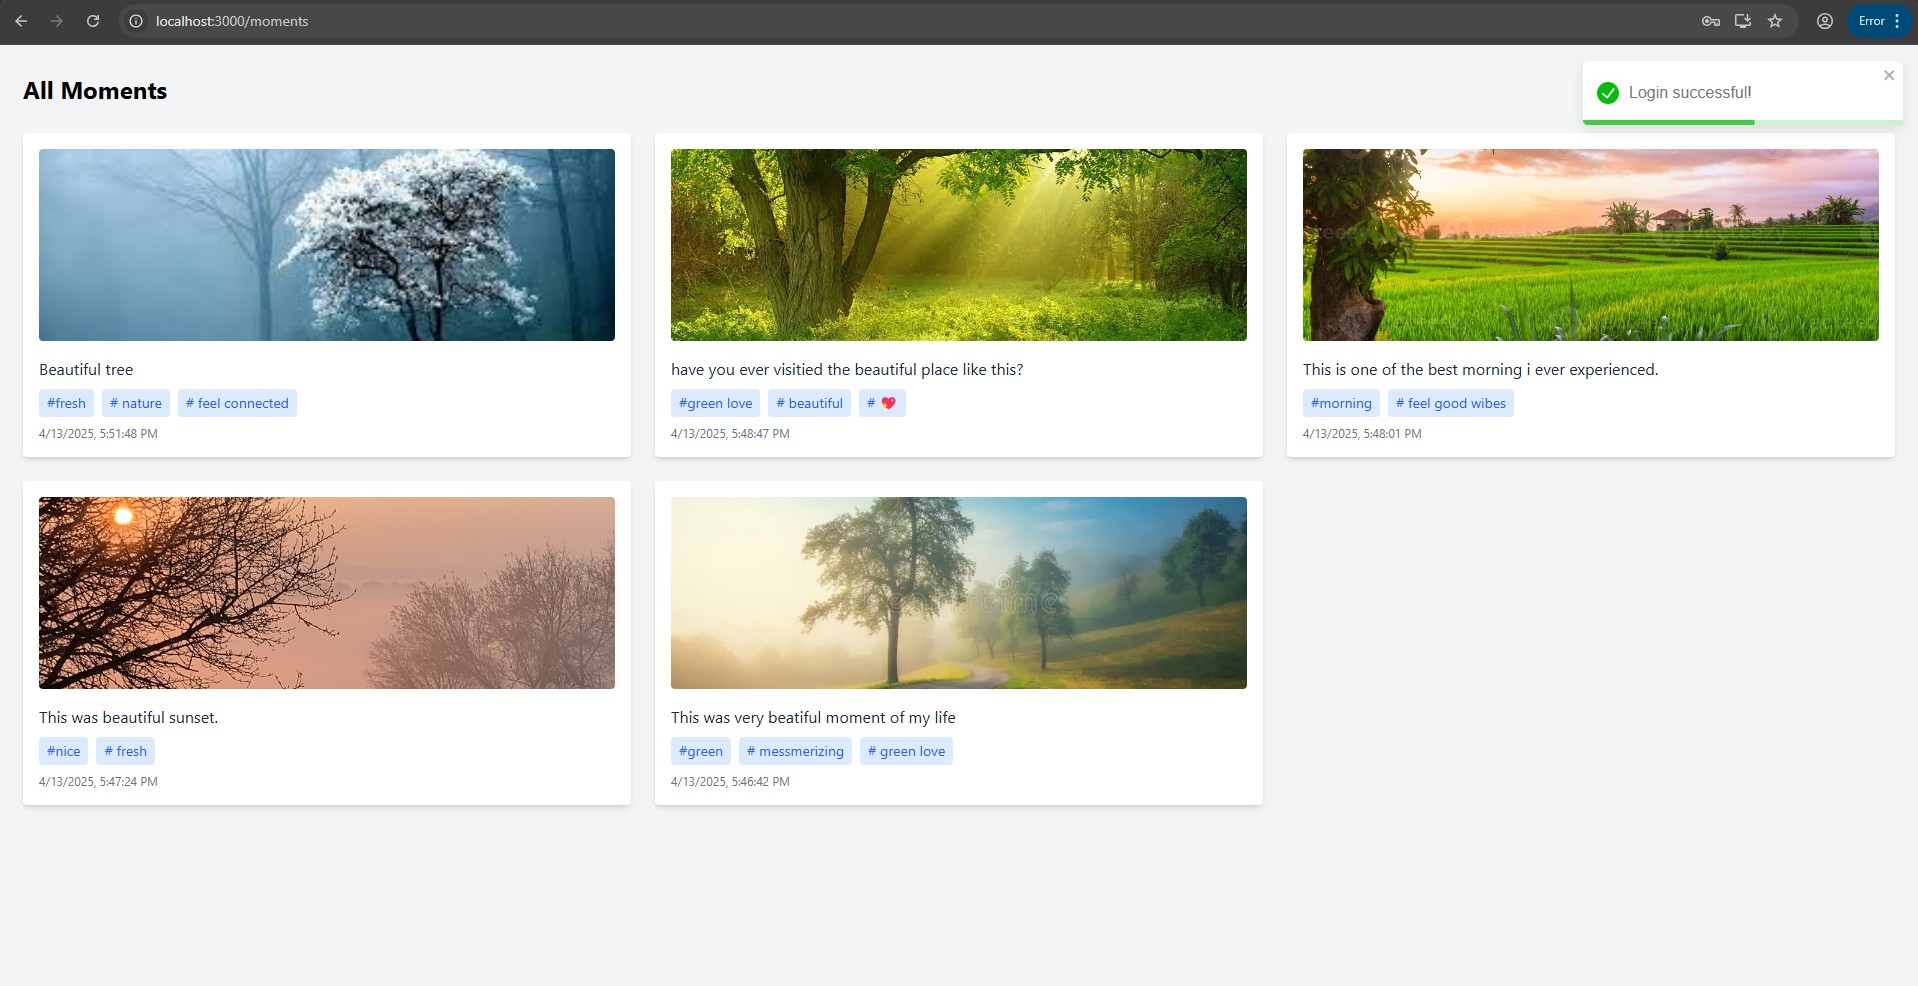 localhost:3000/moments
Error
All Moments
Login successful!
Beautiful tree
#fresh # nature # feel connected
4/13/2025, 5:51:48 PM
have you ever visitied the beautiful place like this?
#green love # beautiful # 💖
4/13/2025, 5:48:47 PM
This is one of the best morning i ever experienced.
#morning # feel good wibes
4/13/2025, 5:48:01 PM
This was beautiful sunset.
#nice # fresh
4/13/2025, 5:47:24 PM
This was very beatiful moment of my life
#green # messmerizing # green love
4/13/2025, 5:46:42 PM